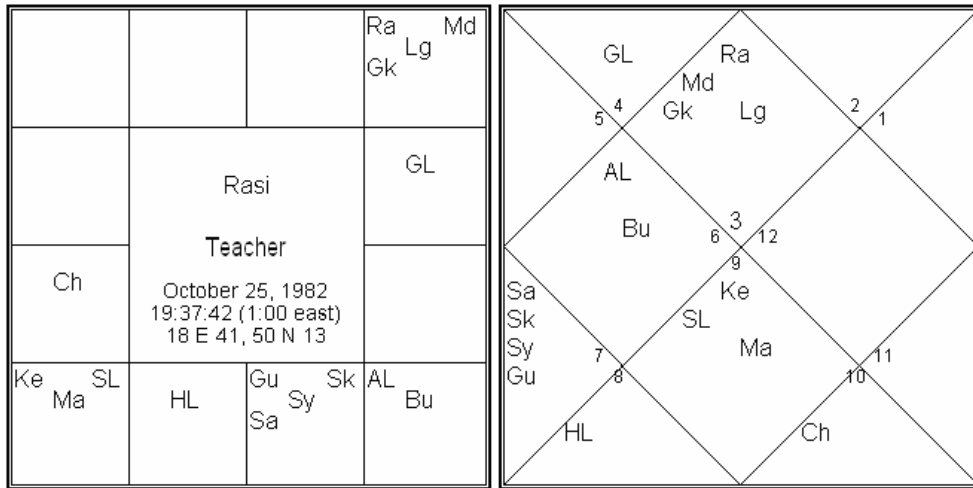 Ra Md
Lg
Gk
GL
Rasi
Teacher
October 25, 1982
19:37:42 (1:00 east)
18 E 41, 50 N 13
Ch
Ke SL
Ma
HL
Gu Sk
Sy
Sa
AL
Bu
GL
Ra
Md
Gk Lg
5 4
2 1
AL
Bu
3
6 12
9
Sa
Sk
Sy
Gu
Ke
SL
Ma
7
8
11
10
HL
Ch